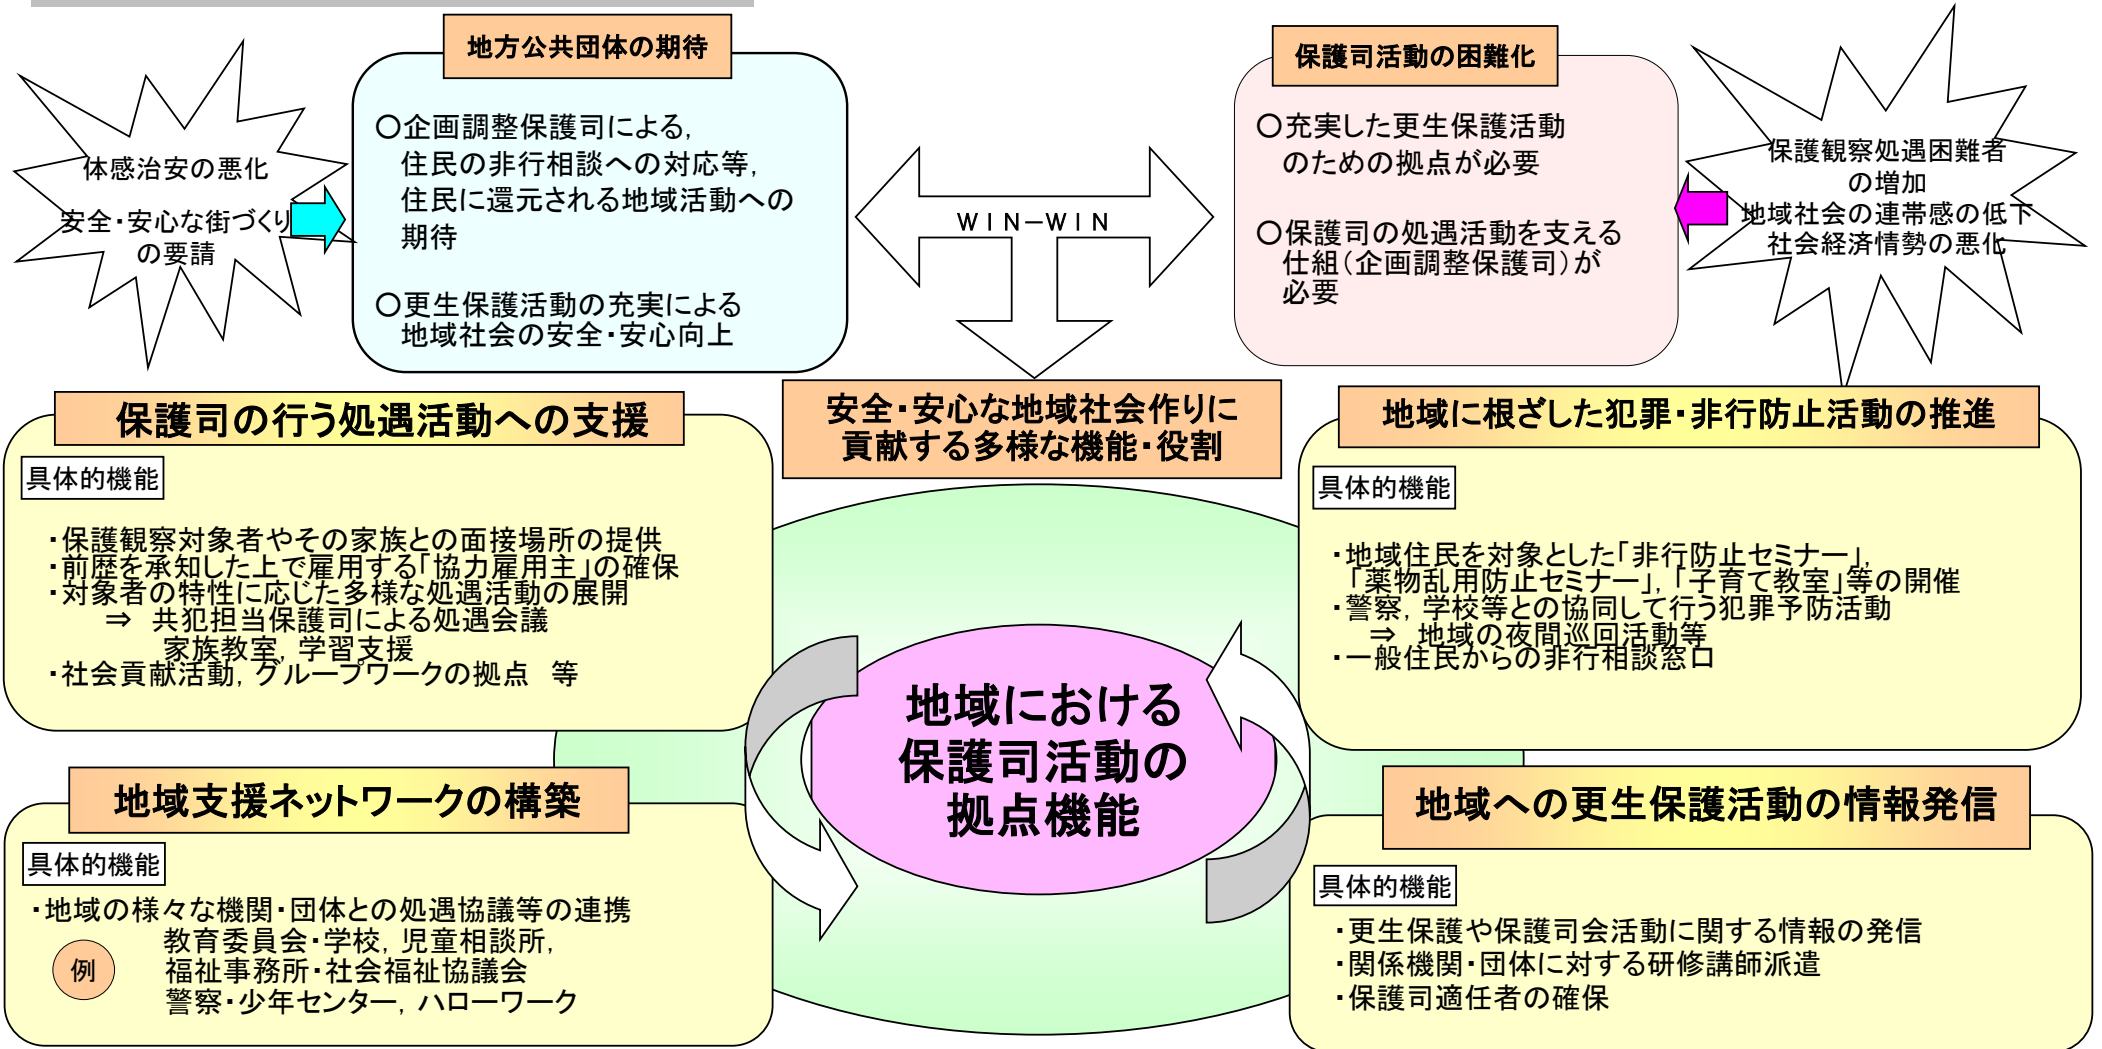 地方公共団体の期待
○企画調整保護司による，
住民の非行相談への対応等，
住民に還元される地域活動への
期待
○更生保護活動の充実による
地域社会の安全・安心向上
体感治安の悪化
安全・安心な街づくり
の要請
ＷＩＮ－ＷＩＮ
保護司活動の困難化
○充実した更生保護活動
のための拠点が必要
○保護司の処遇活動を支える
仕組（企画調整保護司）が
必要
保護観察処遇困難者
の増加
地域社会の連帯感の低下
社会経済情勢の悪化
安全・安心な地域社会作りに
貢献する多様な機能・役割
保護司の行う処遇活動への支援
具体的機能
・保護観察対象者やその家族との面接場所の提供
・前歴を承知した上で雇用する「協力雇用主」の確保
・対象者の特性に応じた多様な処遇活動の展開
⇒ 共犯担当保護司による処遇会議
家族教室，学習支援
・社会貢献活動，グループワークの拠点 等
地域に根ざした犯罪・非行防止活動の推進
具体的機能
・地域住民を対象とした「非行防止セミナー」，
「薬物乱用防止セミナー」，「子育て教室」等の開催
・警察，学校等との協同して行う犯罪予防活動
⇒ 地域の夜間巡回活動等
・一般住民からの非行相談窓口
地域における
保護司活動の
拠点機能
地域支援ネットワークの構築
具体的機能
・地域の様々な機関・団体との処遇協議等の連携
例
教育委員会・学校，児童相談所，
福祉事務所・社会福祉協議会
警察・少年センター，ハローワーク
地域への更生保護活動の情報発信
具体的機能
・更生保護や保護司会活動に関する情報の発信
・関係機関・団体に対する研修講師派遣
・保護司適任者の確保